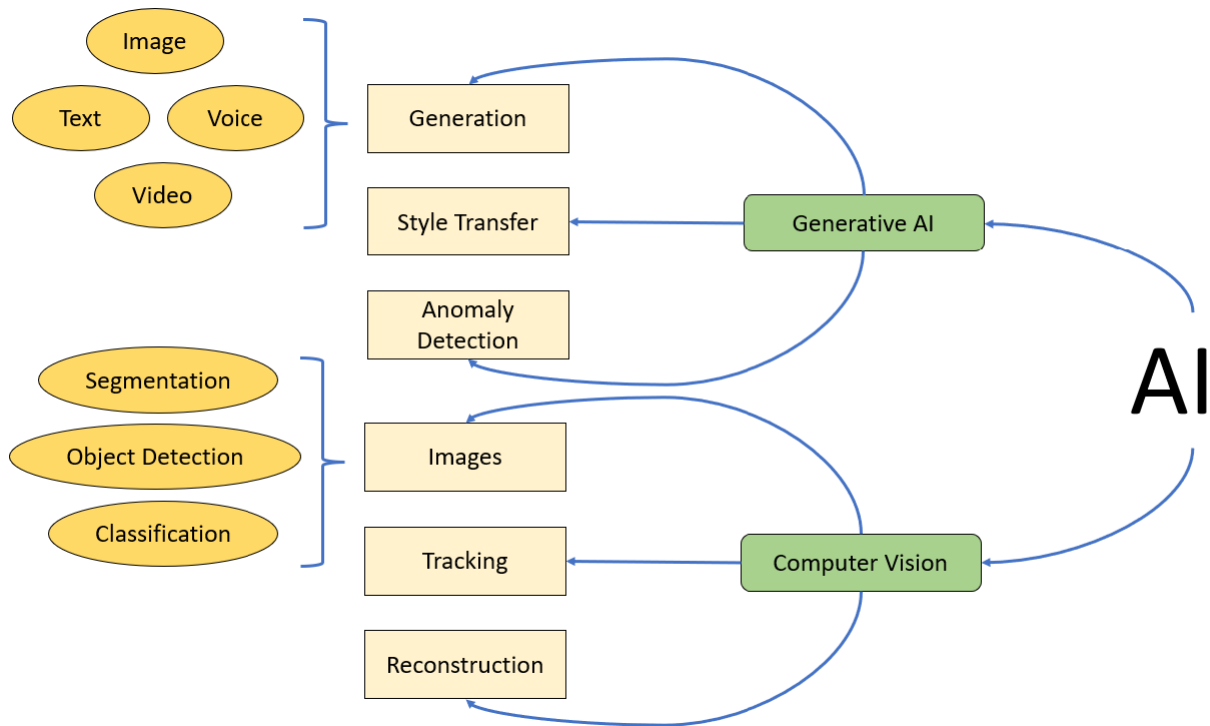 Image
Text
Voice
Video
Generation
Style Transfer
Anomaly
Detection
Generative AI
AI
Segmentation
Object Detection
Classification
Images
Tracking
Reconstruction
Computer Vision